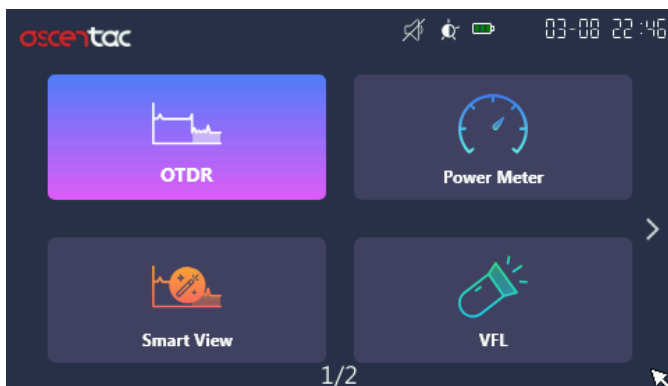 ascentac
03-08 22:46
OTDR
Power Meter
Smart View
VFL
1/2